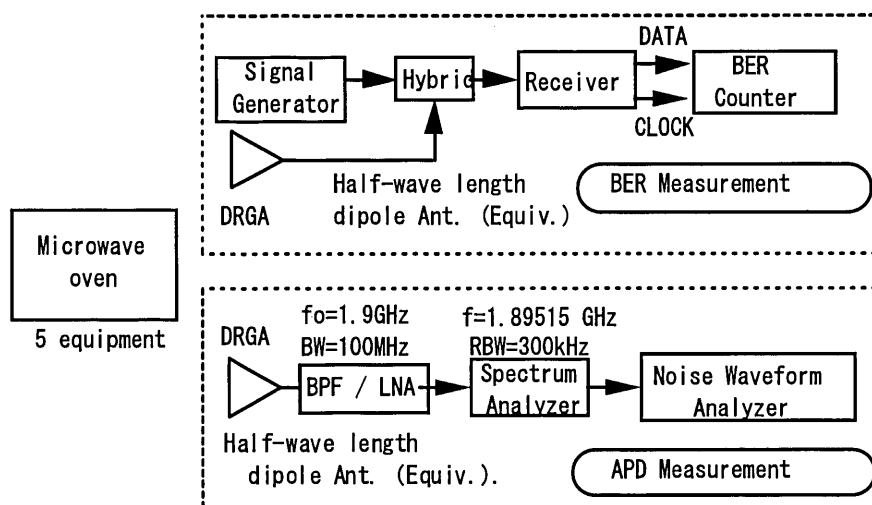 Signal
Generator
Hybric
Receiver
DATA
CLOCK
BER
Counter
DRGA
Half-wave length
dipole Ant. (Equiv.)
BER Measurement
Microwave
oven
5 equipment
DRGA
fo=1.9GHz
BW=100MHz
BPF / LNA
f=1.89515 GHz
RBW=300kHz
Spectrum
Analyzer
Noise Waveform
Analyzer
Half-wave length
dipole Ant. (Equiv.).
APD Measurement